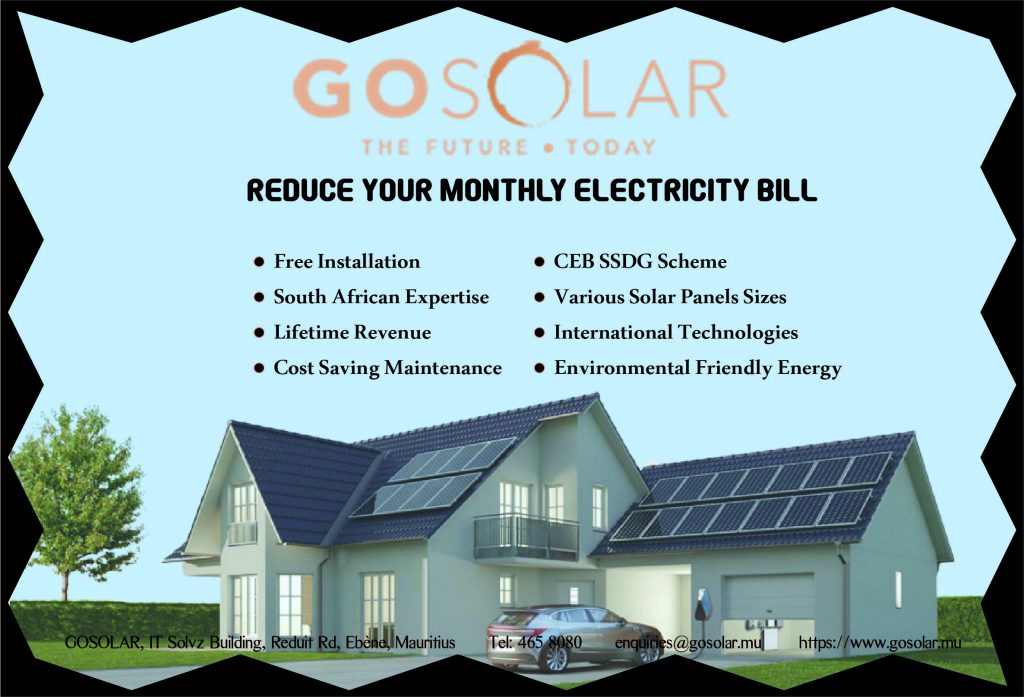 GOSOLAR
THE FUTURE • TODAY
REDUCE YOUR MONTHLY ELECTRICITY BILL
• Free Installation
• South African Expertise
• Lifetime Revenue
• Cost Saving Maintenance
• CEB SSDG Scheme
• Various Solar Panels Sizes
• International Technologies
• Environmental Friendly Energy
GOSOLAR, IT Solvz Building, Reduit Rd, Ebène, Mauritius Tel: 465 8080 enquiries@gosolar.mu https://www.gosolar.mu